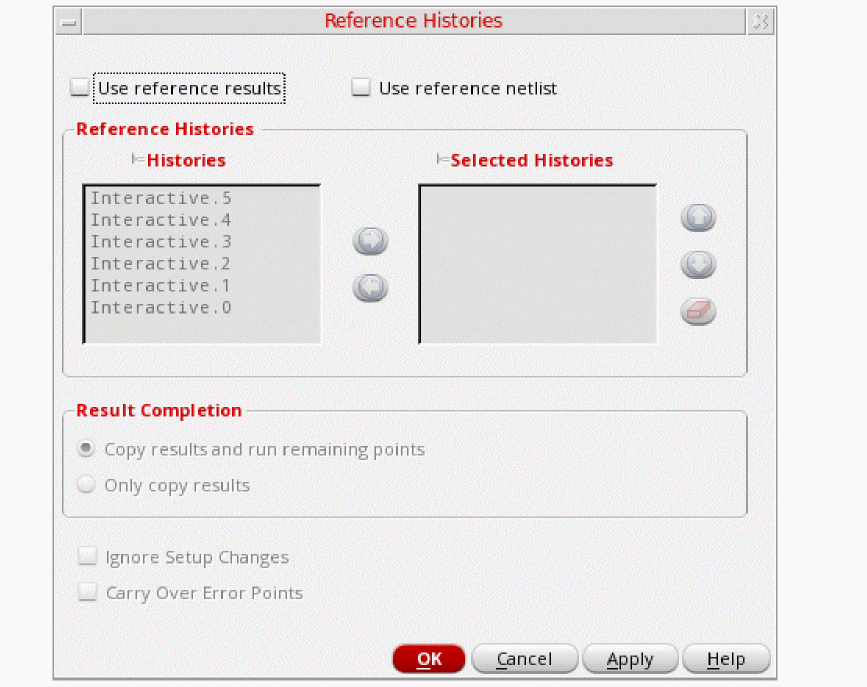 Reference Histories
Use reference results Use reference netlist
Reference Histories
Histories Selected Histories
Interactive.5
Interactive.4
Interactive.3
Interactive.2
Interactive.1
Interactive.0
Result Completion
Copy results and run remaining points
Only copy results
Ignore Setup Changes
Carry Over Error Points
OK Cancel Apply Help